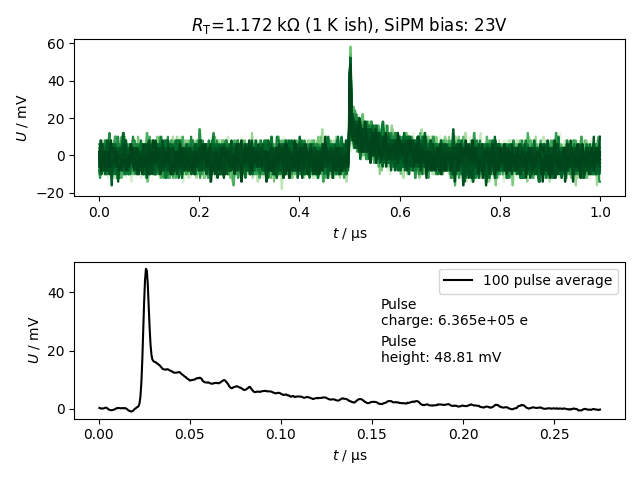 R_T=1.172 kΩ (1 K ish), SiPM bias: 23V
60
40
20
0
−20
U / mV
0.0 0.2 0.4 0.6 0.8 1.0
t / μs
100 pulse average
Pulse
charge: 6.365e+05 e
Pulse
height: 48.81 mV
40
20
0
U / mV
0.00 0.05 0.10 0.15 0.20 0.25
t / μs